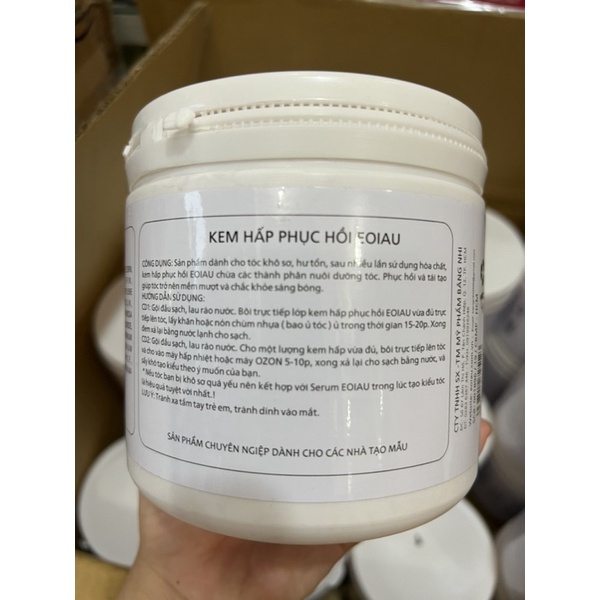 KEM HẤP PHỤC HỒI EOIAU
CÔNG DỤNG: Sản phẩm dành cho tóc khô sơ, hư tổn, sau nhiều lần sử dụng hóa chất,
kem hấp phục hồi EOIAU chứa các thành phần nuôi dưỡng tóc. Phục hồi và tái tạo
giúp tóc trở nên mềm mượt và chắc khỏe sáng bóng.
HƯỚNG DẪN SỬ DỤNG:
CD1: Gội đầu sạch, lau ráo nước. Bôi trực tiếp lớp kem hấp phục hồi EOIAU vừa đủ trực
tiếp lên tóc, lấy khăn hoặc nón chùm nhựa ( bao ủ tóc ) ủ trong thời gian 15-20p. Xong
đem xả lại bằng nước lạnh cho sạch.
CD2: Gội đầu sạch, lau ráo nước. Cho một lượng kem hấp vừa đủ, bôi trực tiếp lên tóc
và cho vào máy hấp nhiệt hoặc máy OZON 5-10p, xong xả lại cho sạch bằng nước, và
sấy khô tạo kiểu theo ý muốn của bạn.
* Nếu tóc bạn bị khô sơ quá yếu nên kết hợp với Serum EOIAU trong lúc tạo kiểu tóc
lại hiệu quả tuyệt vời nhất.!
LƯU Ý: Tránh xa tầm tay trẻ em, tránh dính vào mắt.
SẢN PHẨM CHUYÊN NGIỆP DÀNH CHO CÁC NHÀ TẠO MẪU
CTY TNHH SX -TM MỸ PHẨM BĂNG NHI